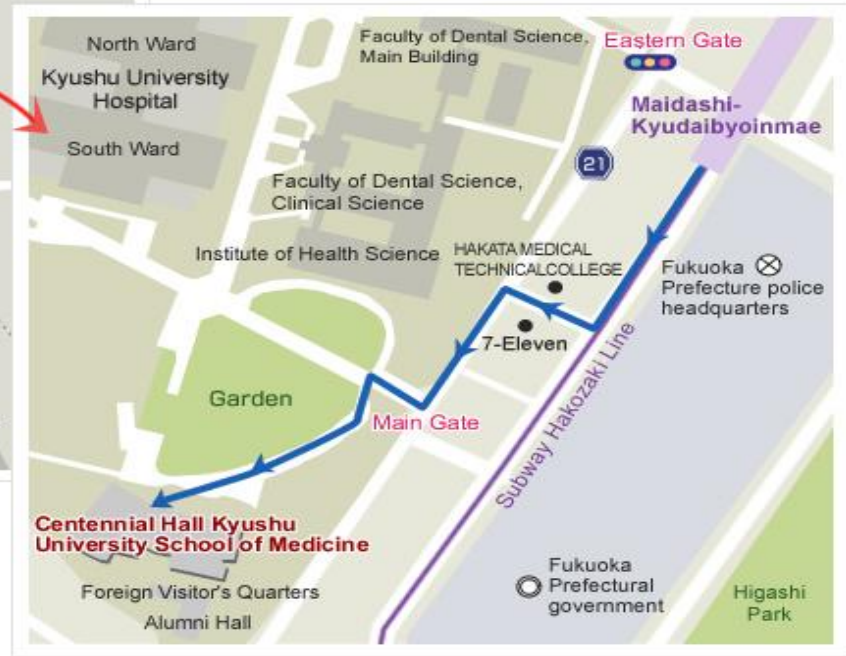 North Ward
Kyushu University
Hospital
South Ward
Faculty of Dental Science,
Main Building
Eastern Gate
Maidashi-
Kyudaibyoinmae
21
Faculty of Dental Science,
Clinical Science
Institute of Health Science
HAKATA MEDICAL
TECHNICALCOLLEGE
Fukuoka
Prefecture police
headquarters
7-Eleven
Garden
Main Gate
Subway Hakozaki Line
Centennial Hall Kyushu
University School of Medicine
Foreign Visitor's Quarters
Alumni Hall
Fukuoka
Prefectural
government
Higashi
Park